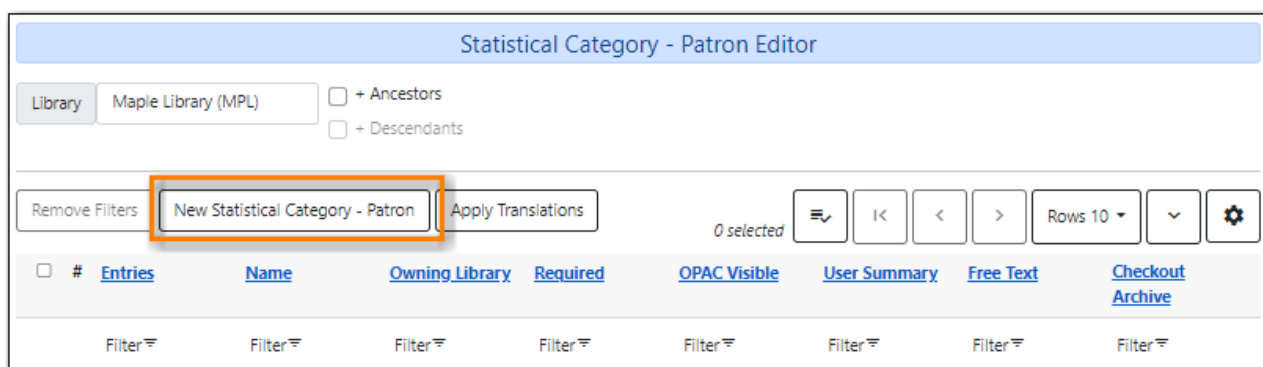 Statistical Category - Patron Editor
Library Maple Library (MPL) + Ancestors
+ Descendants
Remove Filters New Statistical Category - Patron Apply Translations 0 selected Rows 10
# Entries Name Owning Library Required OPAC Visible User Summary Free Text Checkout Archive
Filter Filter Filter Filter Filter Filter Filter Filter